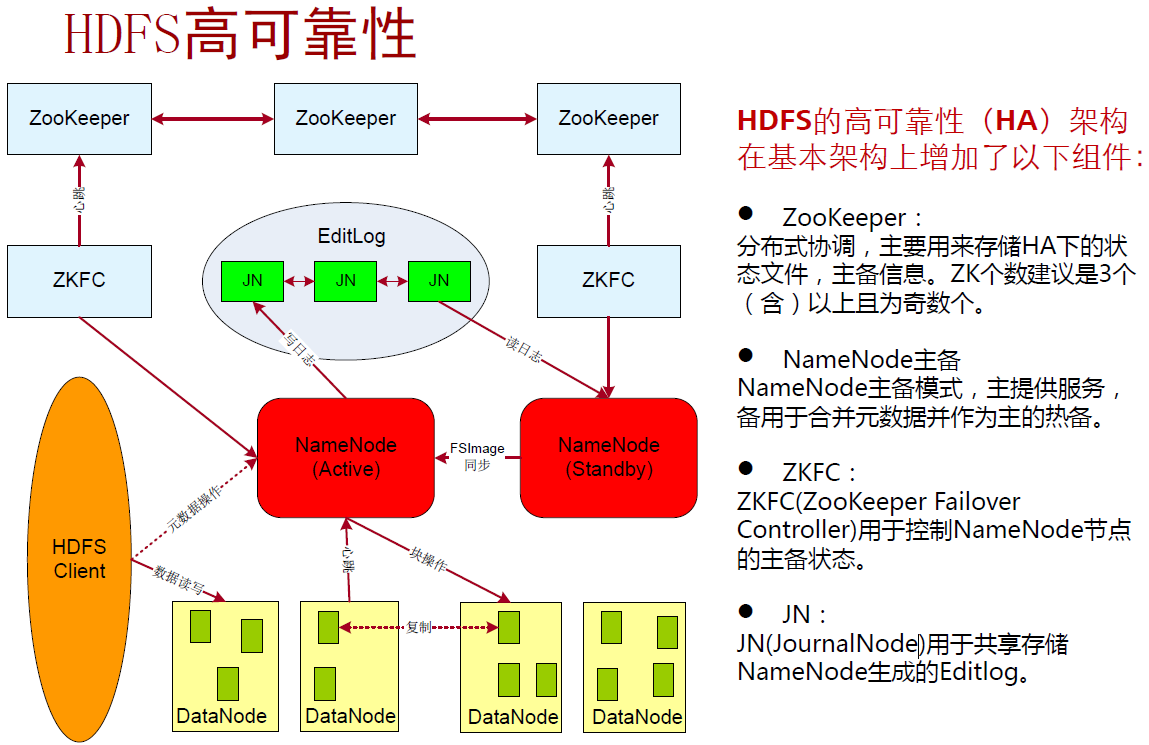 HDFS高可靠性
ZooKeeper
ZooKeeper
ZooKeeper
心跳
心跳
ZKFC
EditLog
JN
JN
JN
ZKFC
写日志
读日志
NameNode
(Active)
FSImage
同步
NameNode
(Standby)
HDFS
Client
元数据操作
数据读写
心跳
块操作
复制
DataNode
DataNode
DataNode
DataNode
HDFS的高可靠性（HA）架构
在基本架构上增加了以下组件：
● ZooKeeper：
分布式协调，主要用来存储HA下的状
态文件，主备信息。ZK个数建议是3个
（含）以上且为奇数个。
● NameNode主备
NameNode主备模式，主提供服务，
备用于合并元数据并作为主的热备。
● ZKFC：
ZKFC(ZooKeeper Failover
Controller)用于控制NameNode节点
的主备状态。
● JN：
JN(JournalNode)用于共享存储
NameNode生成的Editlog。